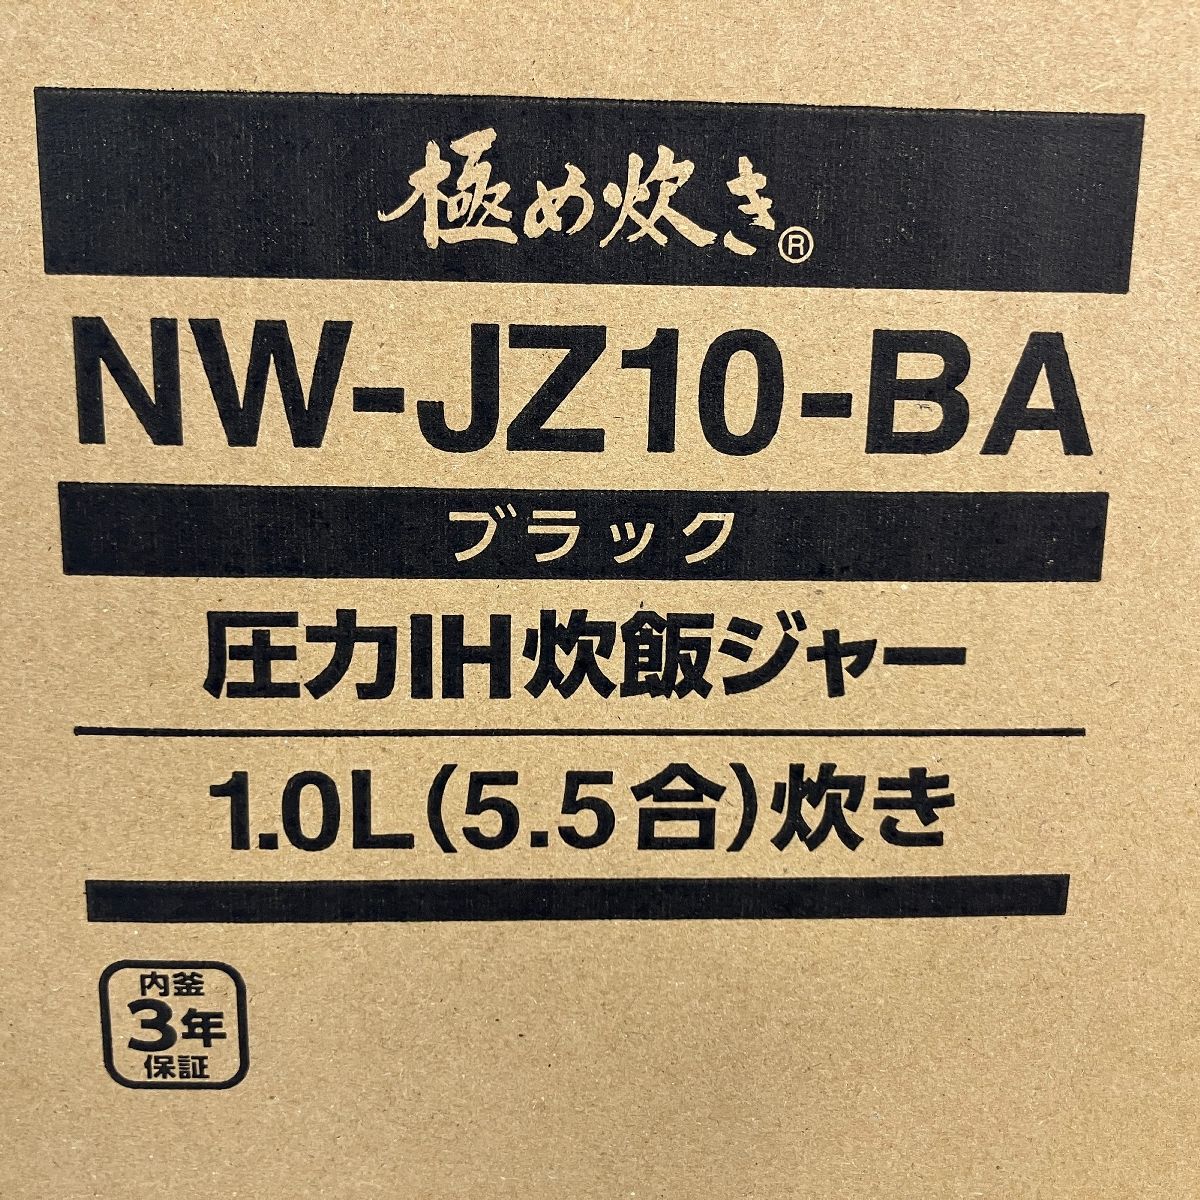 極め炊き®
NW-JZ10-BA
ブラック
圧力IH炊飯ジャー
1.0L(5.5合)炊き
内釜
3年
保証